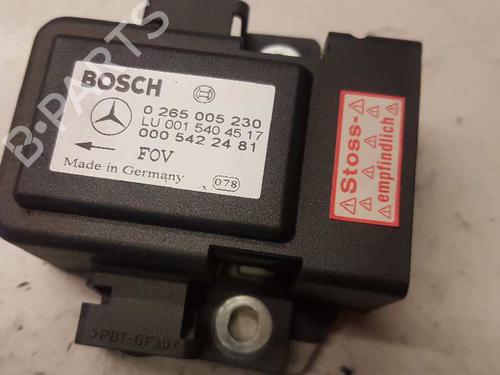 BOSCH
0 265 005 230
LU 001 540 45 17
000 542 24 81
FOV
Made in Germany
078
Stoss-
empfindlich
>PBT-GF30<
B-PARTS